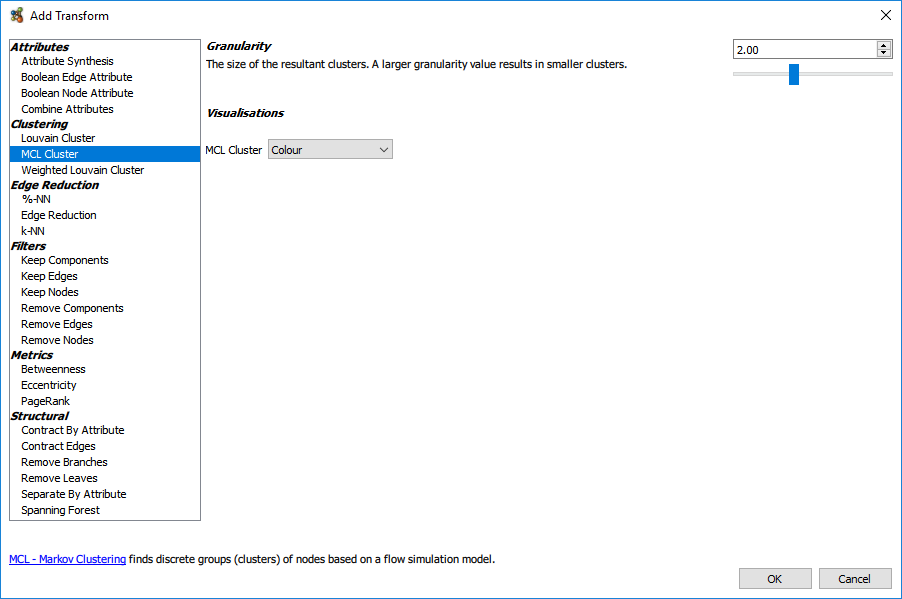 Add Transform
Attributes
Attribute Synthesis
Boolean Edge Attribute
Boolean Node Attribute
Combine Attributes
Clustering
Louvain Cluster
MCL Cluster
Weighted Louvain Cluster
Edge Reduction
%-NN
Edge Reduction
k-NN
Filters
Keep Components
Keep Edges
Keep Nodes
Remove Components
Remove Edges
Remove Nodes
Metrics
Betweenness
Eccentricity
PageRank
Structural
Contract By Attribute
Contract Edges
Remove Branches
Remove Leaves
Separate By Attribute
Spanning Forest
Granularity
The size of the resultant clusters. A larger granularity value results in smaller clusters.
2.00
Visualisations
MCL Cluster Colour
MCL - Markov Clustering finds discrete groups (clusters) of nodes based on a flow simulation model.
OK Cancel